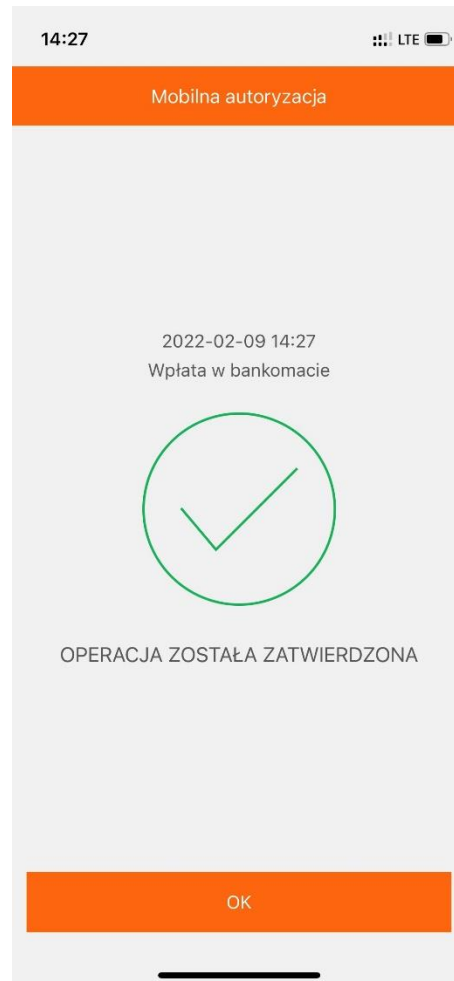 14:27 LTE
Mobilna autoryzacja
2022-02-09 14:27
Wpłata w bankomacie
OPERACJA ZOSTAŁA ZATWIERDZONA
OK